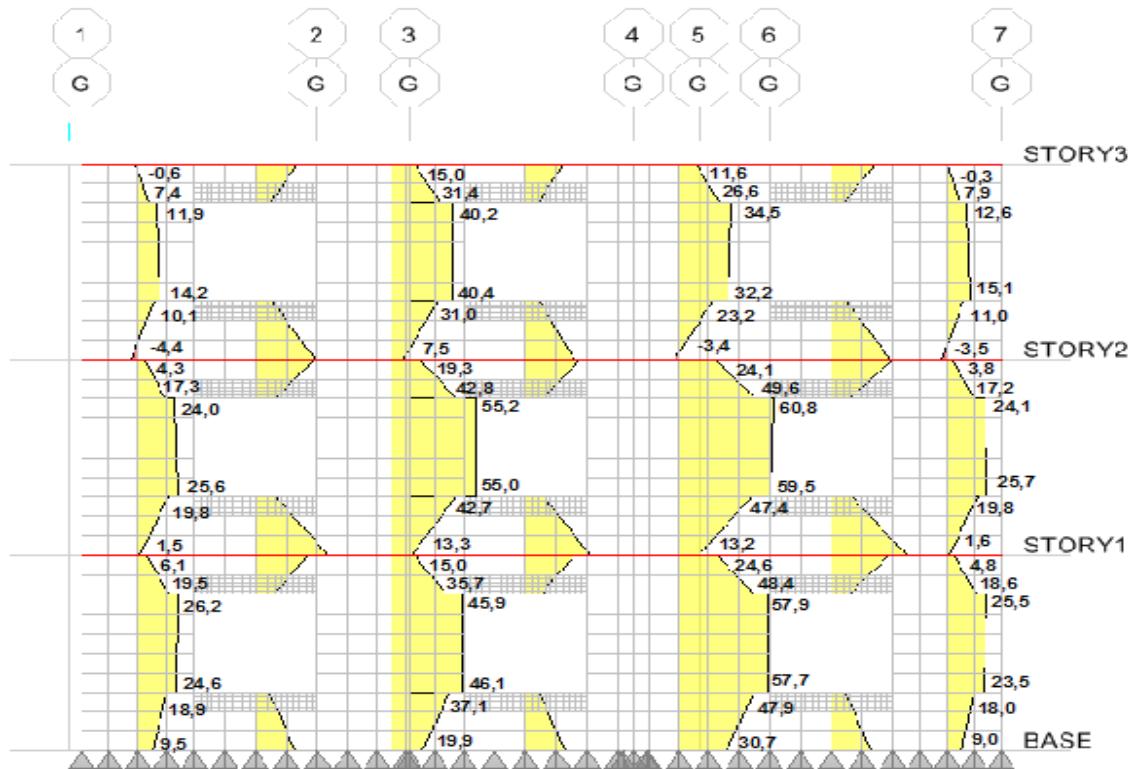 1 2 3 4 5 6 7
G G G G G G G
STORY3
-0,6 15,0 11,6 -0,3
7,4 31,4 26,6 7,9
11,9 40,2 34,5 12,6
14,2 40,4 32,2 15,1
10,1 31,0 23,2 11,0
-4,4 7,5 -3,4 -3,5
STORY2
4,3 19,3 24,1 3,8
17,3 42,8 49,6 17,2
24,0 55,2 60,8 24,1
25,6 55,0 59,5 25,7
19,8 42,7 47,4 19,8
1,5 13,3 13,2 1,6
STORY1
6,1 15,0 24,6 4,8
19,5 35,7 48,4 18,6
26,2 45,9 57,9 25,5
24,6 46,1 57,7 23,5
18,9 37,1 47,9 18,0
9,5 19,9 30,7 9,0
BASE